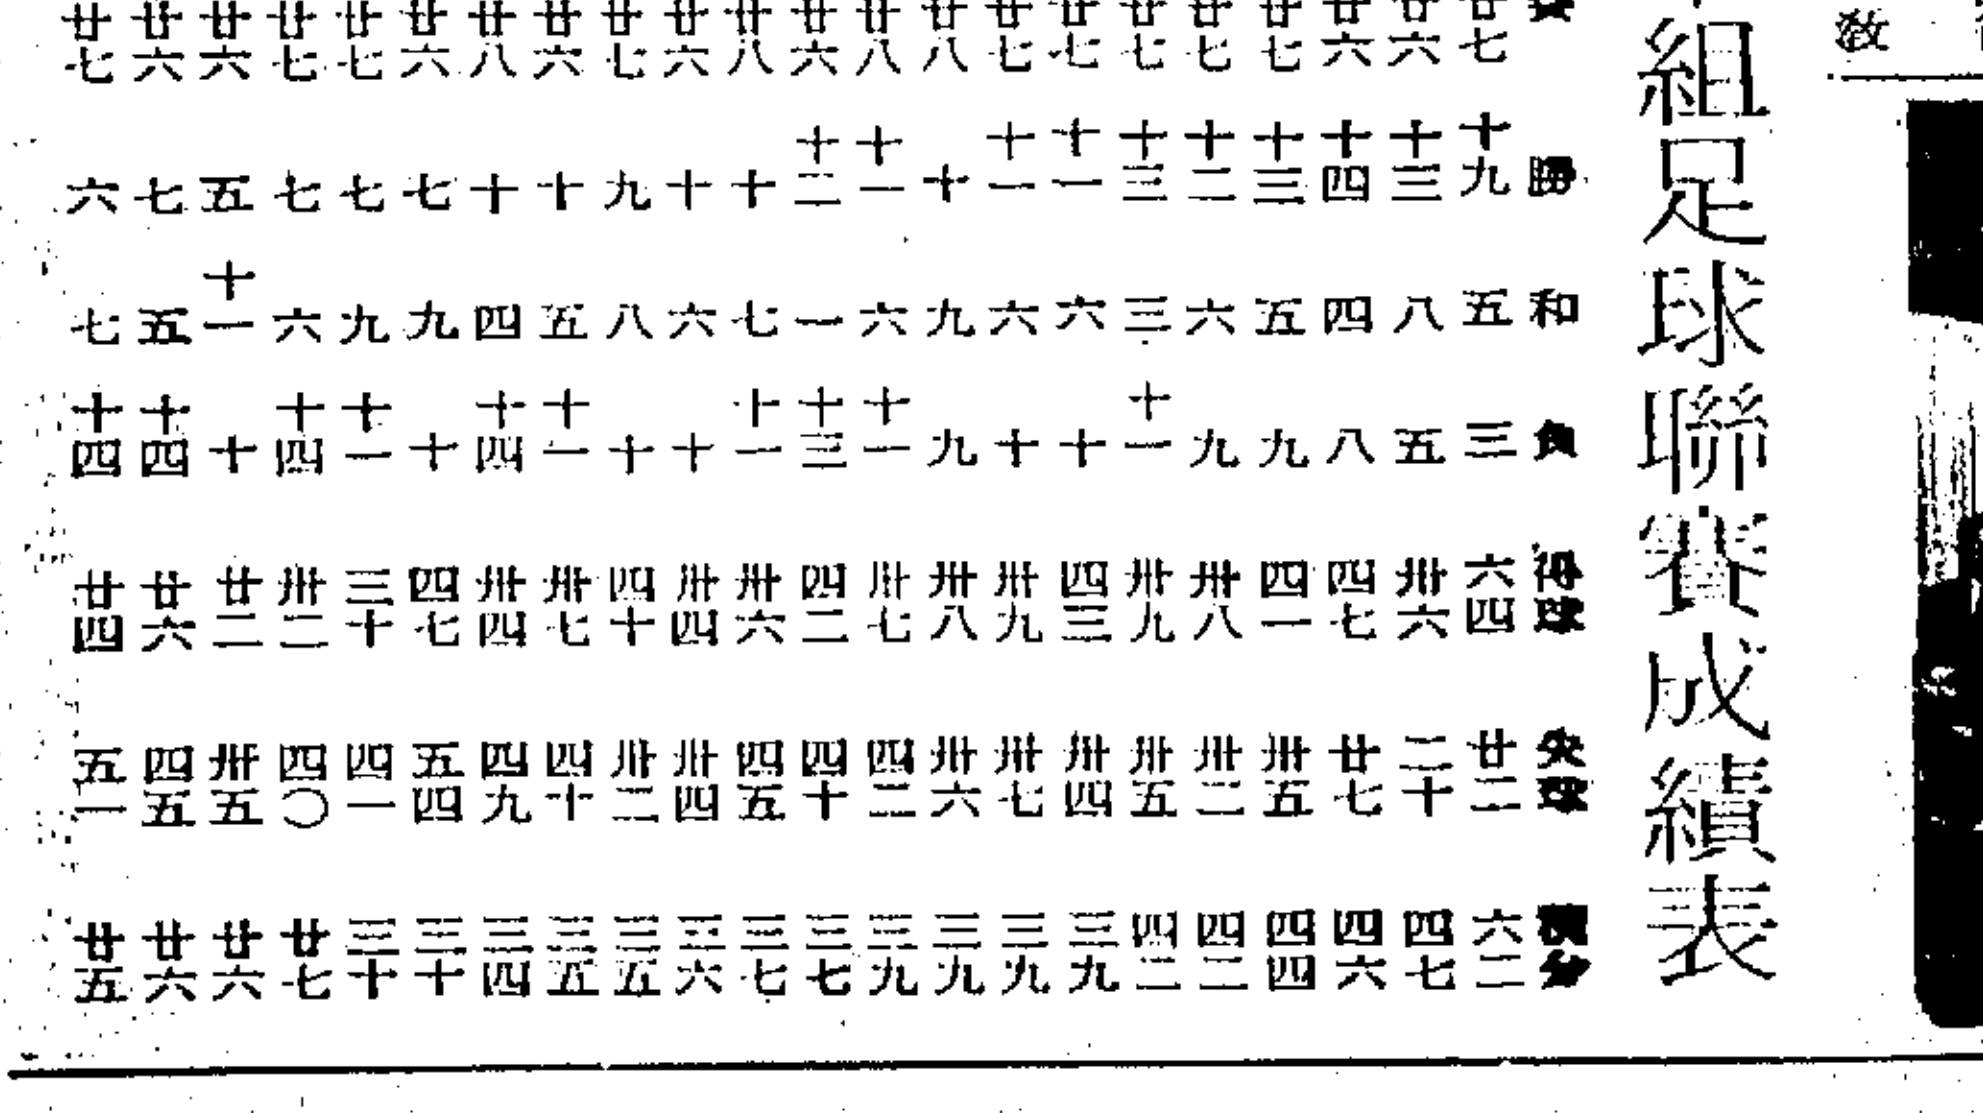 敎
組足球聯賽成績表
勝 和 負 得球 失球 積分
廿七 十九 五 三 六四 廿二 六二
廿六 十三 八 五 卅六 二十 四七
廿六 十四 四 八 四七 廿七 四六
廿七 十三 五 九 四一 卅五 四四
廿七 十二 六 九 卅八 卅二 四二
廿七 十三 三 十一 卅九 卅五 四二
廿七 十一 六 十 四三 卅四 三九
廿七 十一 六 十 卅九 卅七 三九
廿八 十 九 九 卅八 卅六 三九
廿八 十一 六 十一 卅七 四二 三九
廿六 十二 一 十三 四二 四十 三七
廿八 十 七 十一 卅六 四五 三七
廿六 十 六 十 卅四 卅四 三六
廿七 九 八 十 四十 卅二 三五
廿六 十 五 十一 卅七 四十 三五
廿八 十 四 十四 卅四 四九 三四
廿六 七 九 十 四七 五四 三十
廿七 七 九 十一 三十 四一 三十
廿七 七 六 十四 卅二 四〇 廿七
廿六 五 十一 十 廿二 卅五 廿六
廿六 七 五 十四 廿六 四五 廿六
廿七 六 七 十四 廿四 五一 廿五